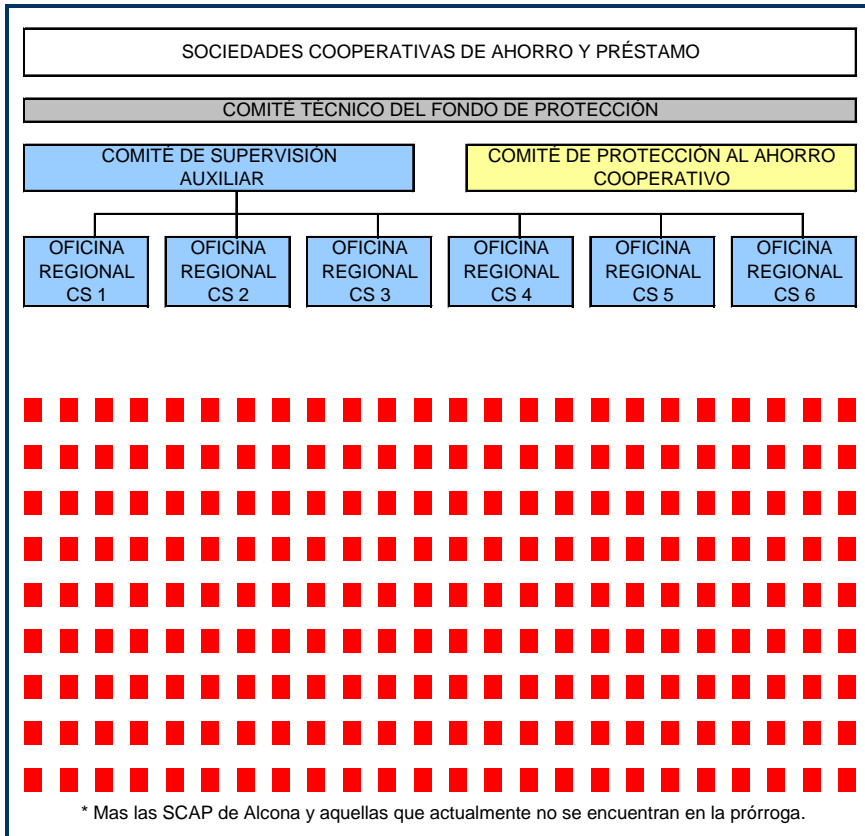 SOCIEDADES COOPERATIVAS DE AHORRO Y PRÉSTAMO
COMITÉ TÉCNICO DEL FONDO DE PROTECCIÓN
COMITÉ DE SUPERVISIÓN
AUXILIAR
COMITÉ DE PROTECCIÓN AL AHORRO
COOPERATIVO
OFICINA
REGIONAL
CS 1
OFICINA
REGIONAL
CS 2
OFICINA
REGIONAL
CS 3
OFICINA
REGIONAL
CS 4
OFICINA
REGIONAL
CS 5
OFICINA
REGIONAL
CS 6
* Mas las SCAP de Alcona y aquellas que actualmente no se encuentran en la prórroga.